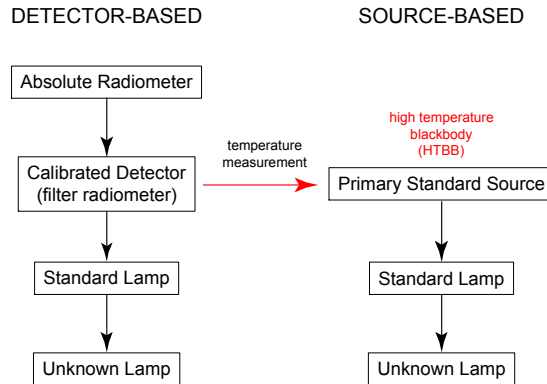 DETECTOR-BASED
Absolute Radiometer
Calibrated Detector
(filter radiometer)
Standard Lamp
Unknown Lamp
temperature
measurement
SOURCE-BASED
high temperature
blackbody
(HTBB)
Primary Standard Source
Standard Lamp
Unknown Lamp